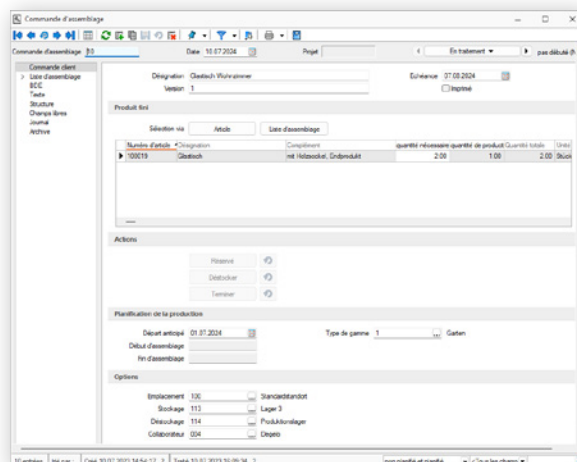 Commande d'assemblage
Commande d'assemblage 10 Date 10.07.2024 Projet En traitement pas débuté
Commande client
Liste d'assemblage
Texte
Structure
Champs libres
Journal
Archive
Désignation Glastisch Wohnzimmer Échéance 07.08.2024
Version 1 Imprimé
Produit fini
Sélection via Article Liste d'assemblage
Numéro d'article Désignation Complément quantité nécessaire quantité de product Quantité totale Unité
100019 Glastisch mit Holzsockel, Endprodukt 2.00 1.00 2.00 Stück
Actions
Réservé
Déstocker
Terminer
Planification de la production
Départ anticipé 01.07.2024 Type de gamme 1 ... Garten
Début d'assemblage
Fin d'assemblage
Options
Emplacement 100 ... Standardstandort
Stockage 113 ... Lager 3
Déstockage 114 ... Produktionslager
Collaborateur 004 ...